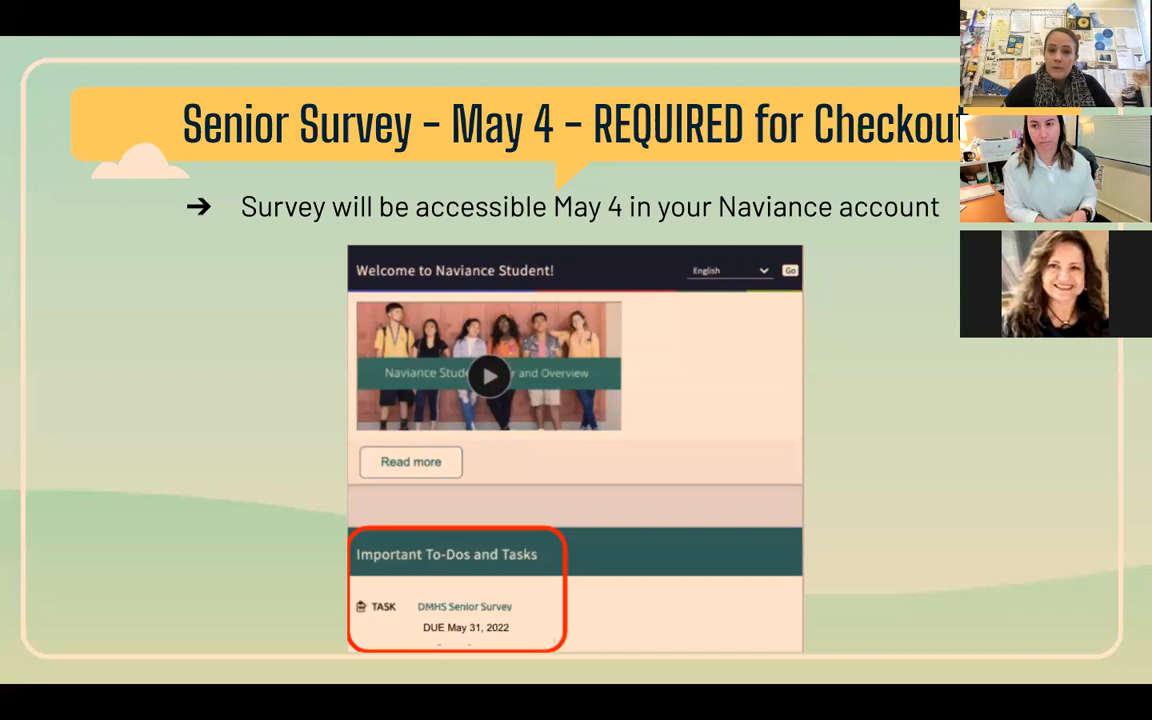 Senior Survey - May 4 - REQUIRED for Checkout
➔ Survey will be accessible May 4 in your Naviance account
Welcome to Naviance Student!
English
Go
Naviance Stude r and Overview
Read more
Important To-Dos and Tasks
TASK DMHS Senior Survey
DUE May 31, 2022